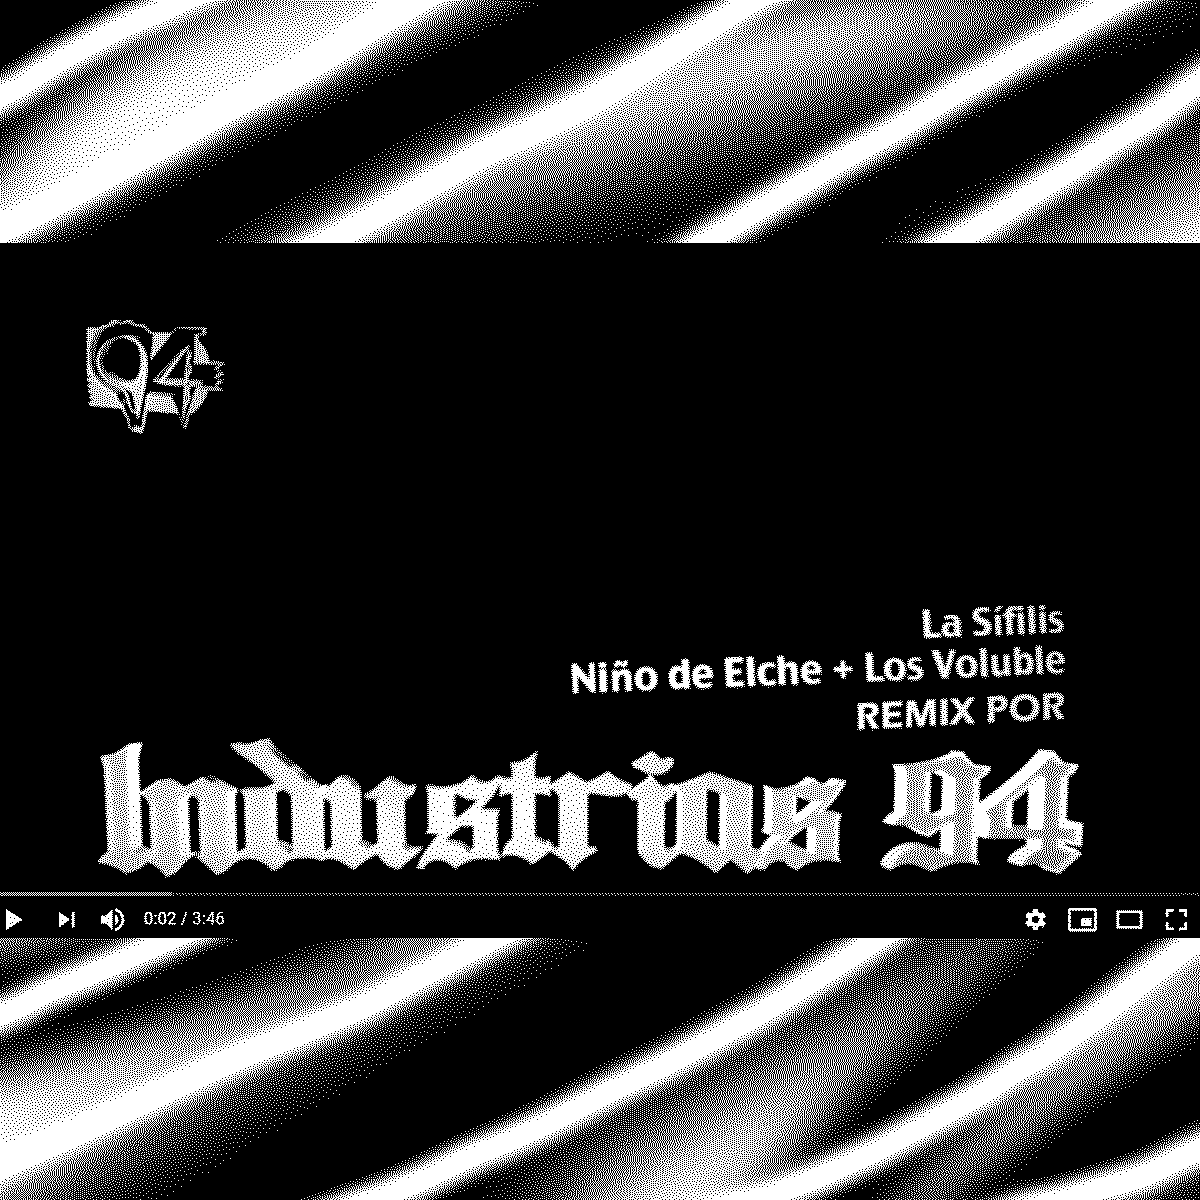 94
La Sífilis
Niño de Elche + Los Voluble
REMIX POR
Industrias 94
0:02 / 3:46